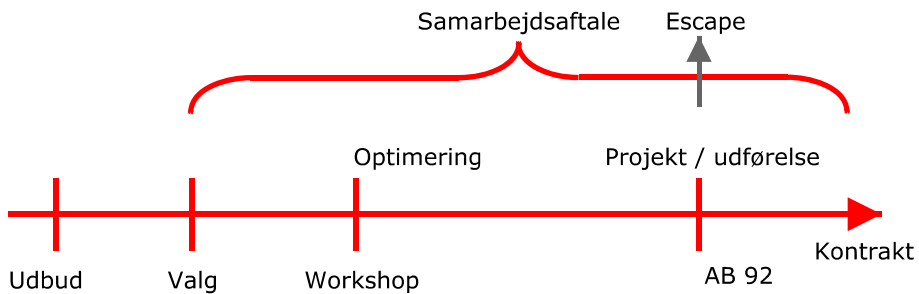 Samarbejdsaftale
Escape
Optimering
Projekt / udførelse
Kontrakt
Udbud
Valg
Workshop
AB 92